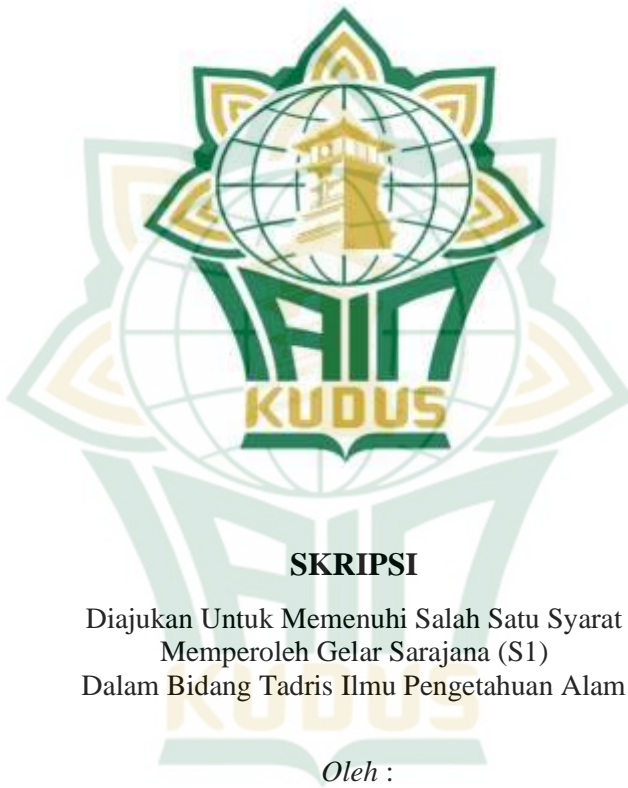 IAIN
KUDUS
SKRIPSI
Diajukan Untuk Memenuhi Salah Satu Syarat
Memperoleh Gelar Sarajana (S1)
Dalam Bidang Tadris Ilmu Pengetahuan Alam
Oleh :